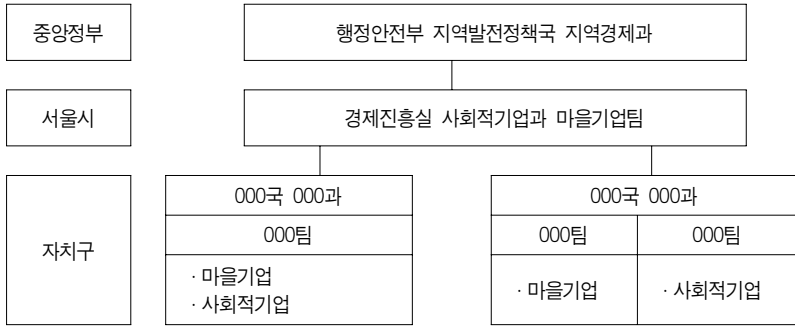 중앙정부
행정안전부 지역발전정책국 지역경제과
서울시
경제진흥실 사회적기업과 마을기업팀
자치구
000국 000과
000팀
· 마을기업
· 사회적기업
000국 000과
000팀
000팀
· 마을기업
· 사회적기업